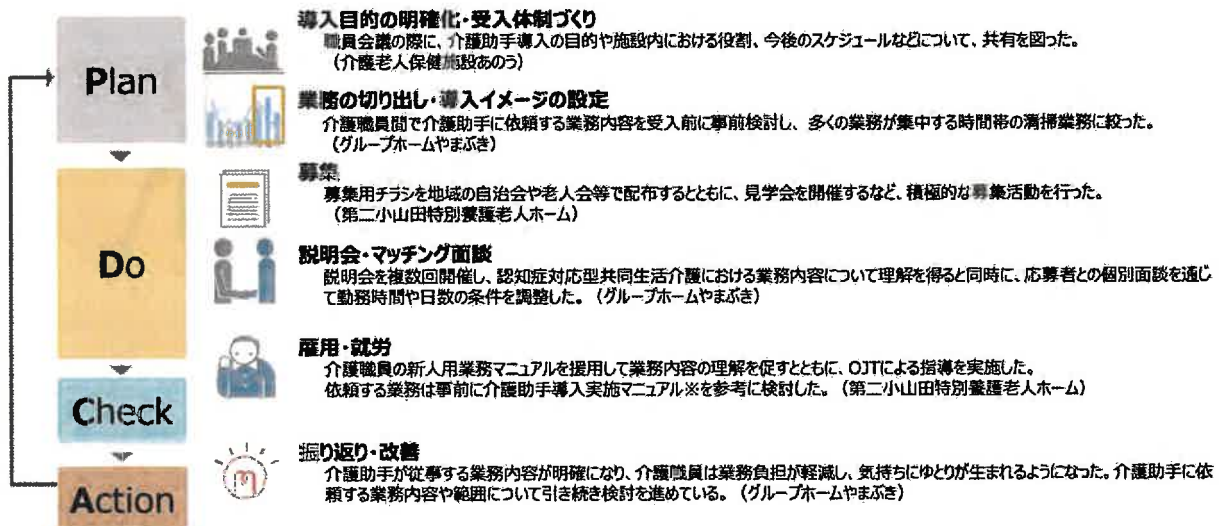 Plan
導入目的の明確化・受入体制づくり
職員会議の際に、介護助手導入の目的や施設内における役割、今後のスケジュールなどについて、共有を図った。
(介護老人保健施設あのう)
業務の切り出し・導入イメージの設定
介護職員間で介護助手に依頼する業務内容を受入前に事前検討し、多くの業務が集中する時間帯の清掃業務に絞った。
(グループホームやまぶき)
Do
募集
募集用チラシを地域の自治会や老人会等で配布するとともに、見学会を開催するなど、積極的な募集活動を行った。
(第二小山田特別養護老人ホーム)
説明会・マッチング面談
説明会を複数回開催し、認知症対応型共同生活介護における業務内容について理解を得ると同時に、応募者との個別面談を通じ
て勤務時間や日数の条件を調整した。(グループホームやまぶき)
雇用・就労
介護職員の新人用業務マニュアルを援用して業務内容の理解を促すとともに、OJTによる指導を実施した。
依頼する業務は事前に介護助手導入実施マニュアル※を参考に検討した。(第二小山田特別養護老人ホーム)
Check
Action
振り返り・改善
介護助手が従事する業務内容が明確になり、介護職員は業務負担が軽減し、気持ちにゆとりが生まれるようになった。介護助手に依
頼する業務内容や範囲について引き続き検討を進めている。(グループホームやまぶき)